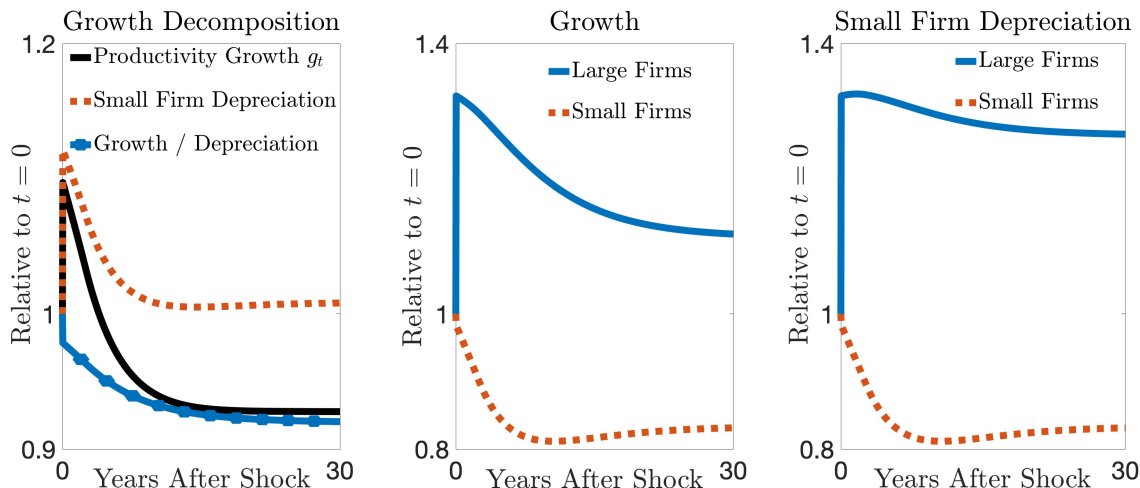 Growth Decomposition
1.2
Productivity Growth g_t
Small Firm Depreciation
Growth / Depreciation
Relative to t = 0
1
0.9
0
30
Years After Shock
Growth
1.4
Large Firms
Small Firms
Relative to t = 0
1
0.8
0
30
Years After Shock
Small Firm Depreciation
1.4
Large Firms
Small Firms
Relative to t = 0
1
0.8
0
30
Years After Shock